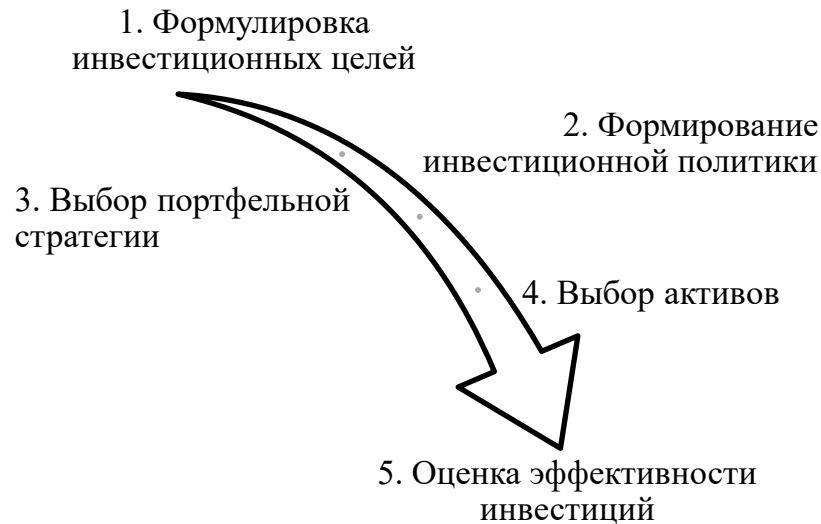 1. Формулировка
инвестиционных целей
2. Формирование
инвестиционной политики
3. Выбор портфельной
стратегии
4. Выбор активов
5. Оценка эффективности
инвестиций